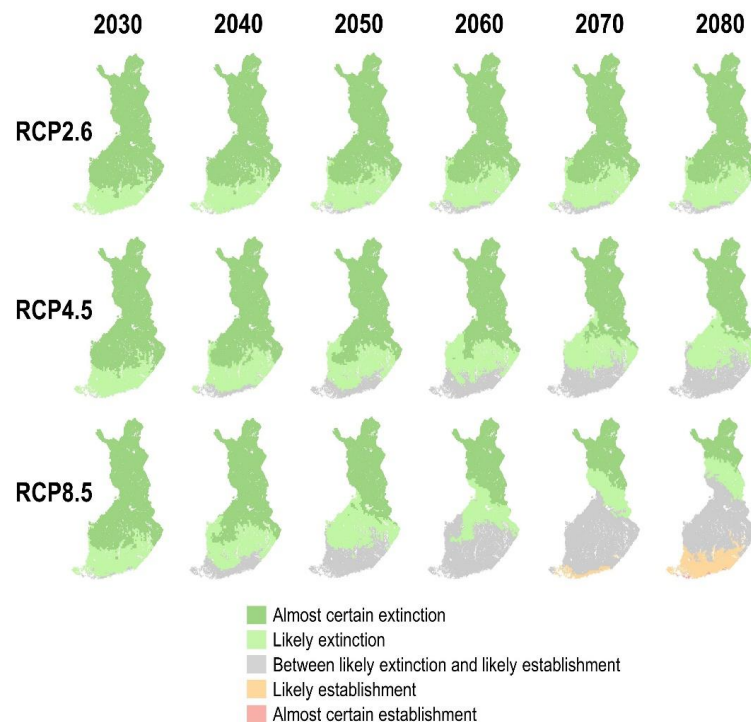 2030 2040 2050 2060 2070 2080
RCP2.6
RCP4.5
RCP8.5
Almost certain extinction
Likely extinction
Between likely extinction and likely establishment
Likely establishment
Almost certain establishment